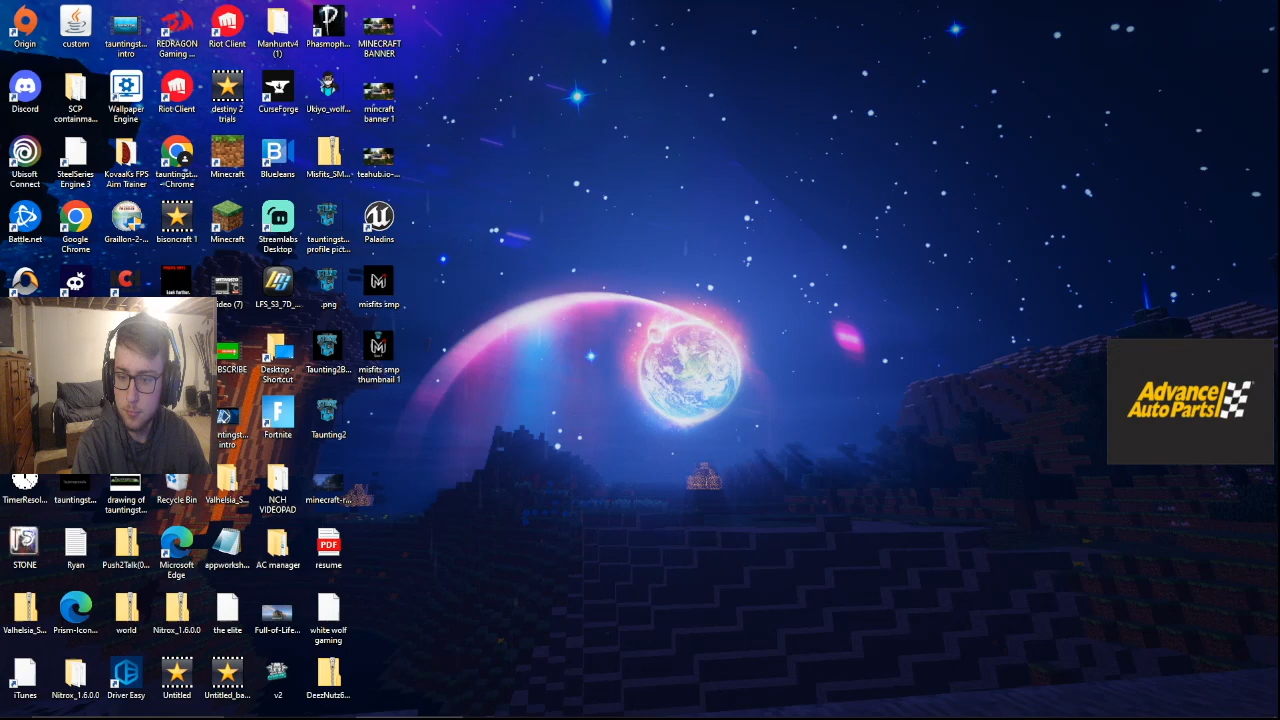 Origin
custom
tauntingst...
intro
REDRAGON
Gaming ...
Riot Client
Manhuntv4
(1)
Phasmoph...
MINECRAFT
BANNER
Discord
SCP
containma...
Wallpaper
Engine
Riot Client
destiny 2
trials
CurseForge
Ukiyo_wolf...
mincraft
banner 1
Ubisoft
Connect
SteelSeries
Engine 3
KovaaKs FPS
Aim Trainer
tauntingst...
- Chrome
Minecraft
BlueJeans
Misfits_SM...
teahub.io-...
Battle.net
Google
Chrome
Graillon-2-...
bisoncraft 1
Minecraft
Streamlabs
Desktop
tauntingst...
profile pict...
Paladins
ideo (7)
LFS_S3_7D_...
.png
misfits smp
BSCRIBE
Desktop -
Shortcut
Taunting2B...
misfits smp
thumbnail 1
Advance
Auto Parts
ntingst...
intro
Fortnite
Taunting2
TimerResol...
tauntingst...
drawing of
tauntingst...
Recycle Bin
Valhelsia_S...
NCH
VIDEOPAD
minecraft-r...
STONE
Ryan
Push2Talk(0...
Microsoft
Edge
appworksh...
AC manager
PDF
resume
Valhelsia_S...
Prism-Icon...
world
Nitrox_1.6.0.0
the elite
Full-of-Life...
white wolf
gaming
iTunes
Nitrox_1.6.0.0
Driver Easy
Untitled
Untitled_ba...
v2
DeezNutz6...